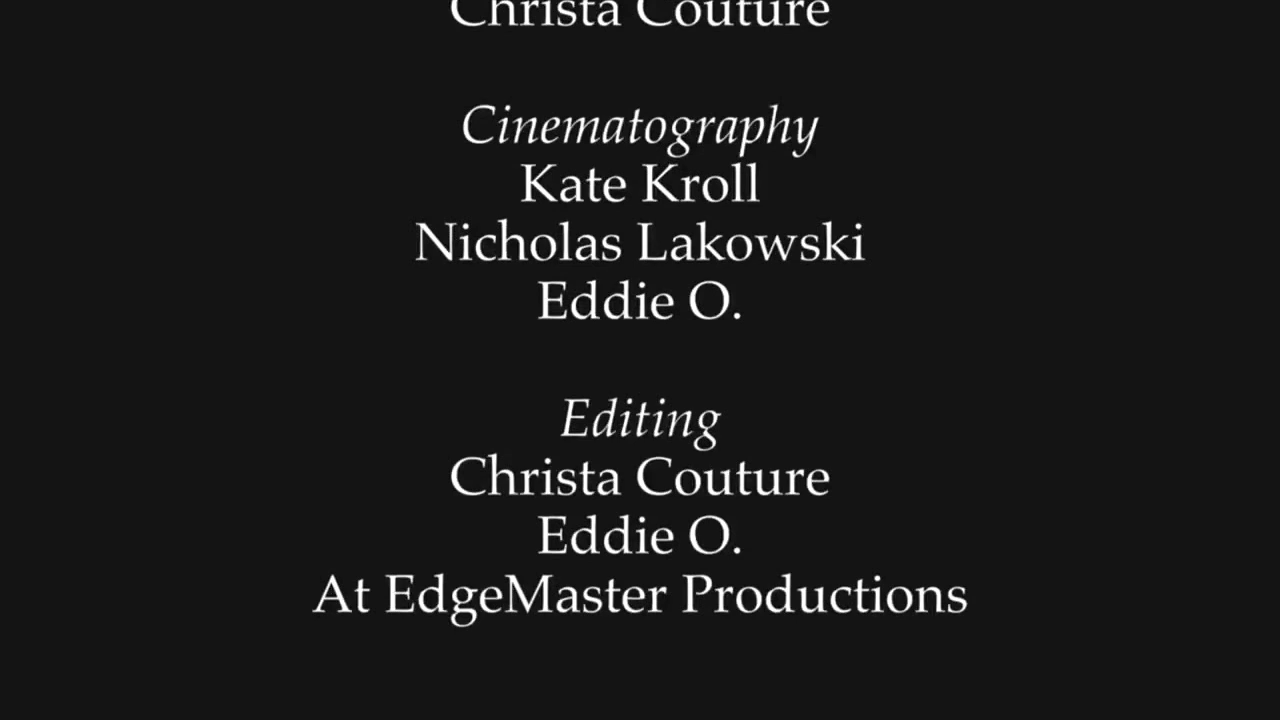 Christa Couture
Cinematography
Kate Kroll
Nicholas Lakowski
Eddie O.
Editing
Christa Couture
Eddie O.
At EdgeMaster Productions